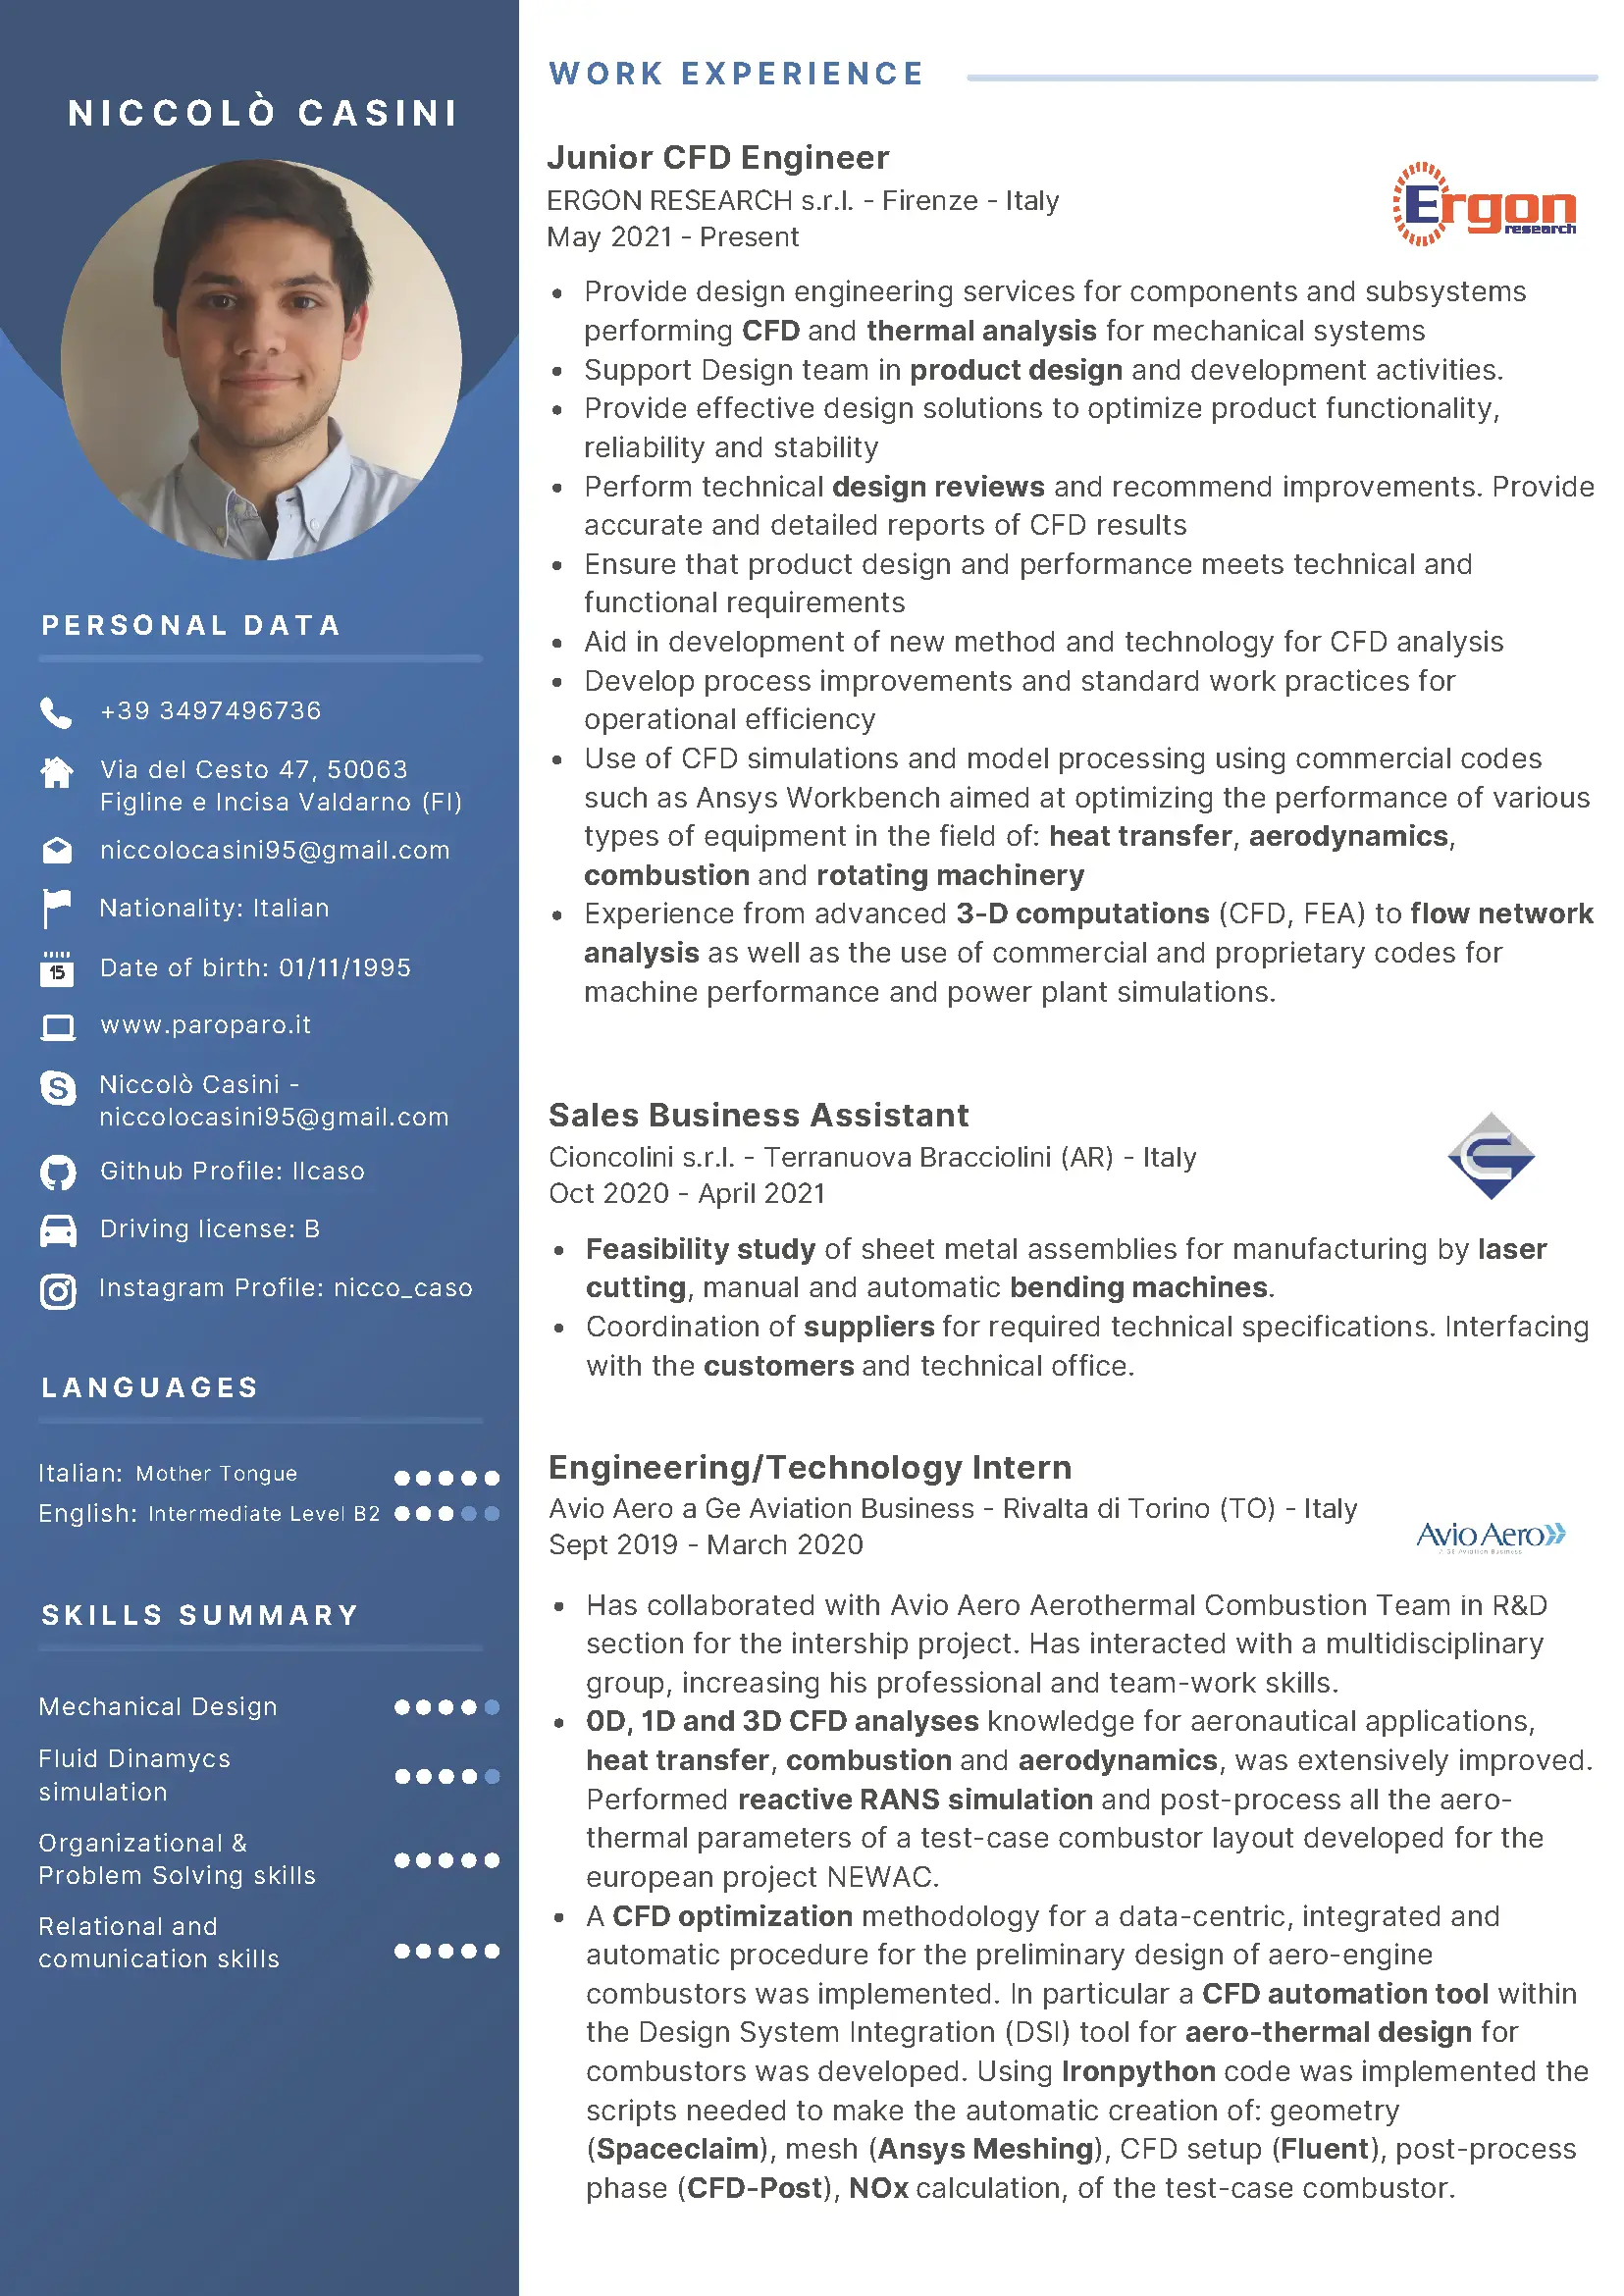 NICCOLÒ CASINI
PERSONAL DATA
+39 3497496736
Via del Cesto 47, 50063
Figline e Incisa Valdarno (FI)
niccolocasini95@gmail.com
Nationality: Italian
15
Date of birth: 01/11/1995
www.paroparo.it
S
Niccolò Casini -
niccolocasini95@gmail.com
Github Profile: Ilcaso
Driving license: B
Instagram Profile: nicco_caso
LANGUAGES
Italian: Mother Tongue
English: Intermediate Level B2
SKILLS SUMMARY
Mechanical Design
Fluid Dinamycs
simulation
Organizational &
Problem Solving skills
Relational and
comunication skills
WORK EXPERIENCE
Junior CFD Engineer
ERGON RESEARCH s.r.l. - Firenze - Italy
May 2021 - Present
Ergon
research
• Provide design engineering services for components and subsystems
performing CFD and thermal analysis for mechanical systems
• Support Design team in product design and development activities.
• Provide effective design solutions to optimize product functionality,
reliability and stability
• Perform technical design reviews and recommend improvements. Provide
accurate and detailed reports of CFD results
• Ensure that product design and performance meets technical and
functional requirements
• Aid in development of new method and technology for CFD analysis
• Develop process improvements and standard work practices for
operational efficiency
• Use of CFD simulations and model processing using commercial codes
such as Ansys Workbench aimed at optimizing the performance of various
types of equipment in the field of: heat transfer, aerodynamics,
combustion and rotating machinery
• Experience from advanced 3-D computations (CFD, FEA) to flow network
analysis as well as the use of commercial and proprietary codes for
machine performance and power plant simulations.
Sales Business Assistant
Cioncolini s.r.l. - Terranuova Bracciolini (AR) - Italy
Oct 2020 - April 2021
• Feasibility study of sheet metal assemblies for manufacturing by laser
cutting, manual and automatic bending machines.
• Coordination of suppliers for required technical specifications. Interfacing
with the customers and technical office.
Engineering/Technology Intern
Avio Aero a Ge Aviation Business - Rivalta di Torino (TO) - Italy
Sept 2019 - March 2020
Avio Aero
A GE Aviation Business
• Has collaborated with Avio Aero Aerothermal Combustion Team in R&D
section for the intership project. Has interacted with a multidisciplinary
group, increasing his professional and team-work skills.
• 0D, 1D and 3D CFD analyses knowledge for aeronautical applications,
heat transfer, combustion and aerodynamics, was extensively improved.
Performed reactive RANS simulation and post-process all the aero-
thermal parameters of a test-case combustor layout developed for the
european project NEWAC.
• A CFD optimization methodology for a data-centric, integrated and
automatic procedure for the preliminary design of aero-engine
combustors was implemented. In particular a CFD automation tool within
the Design System Integration (DSI) tool for aero-thermal design for
combustors was developed. Using Ironpython code was implemented the
scripts needed to make the automatic creation of: geometry
(Spaceclaim), mesh (Ansys Meshing), CFD setup (Fluent), post-process
phase (CFD-Post), NOx calculation, of the test-case combustor.